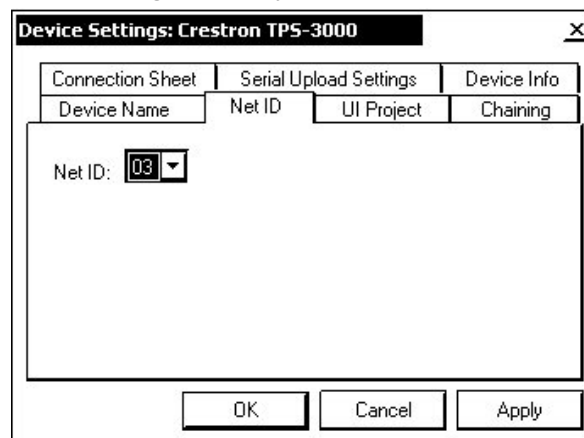 Device Settings: Crestron TPS-3000 X
Connection Sheet Serial Upload Settings Device Info
Device Name Net ID UI Project Chaining
Net ID: 03
OK Cancel Apply